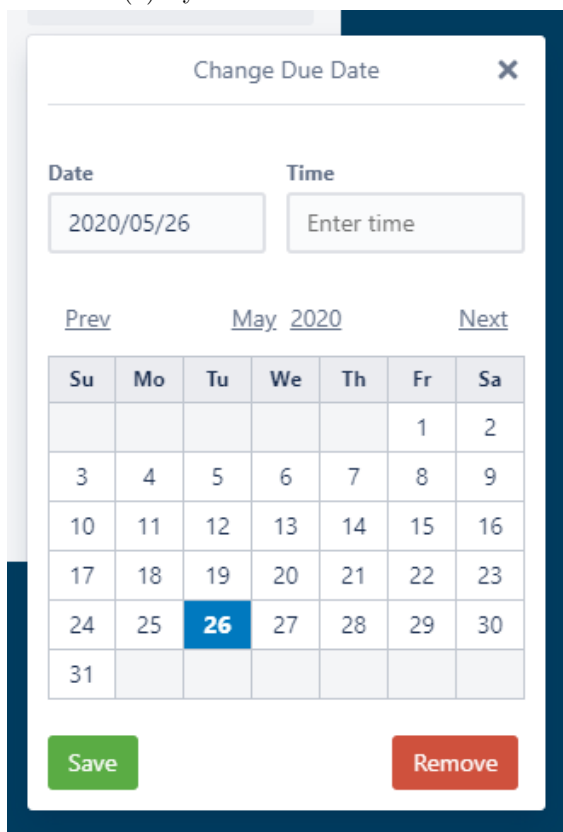 Change Due Date ×
Date Time
2020/05/26 Enter time
Prev May 2020 Next
Su Mo Tu We Th Fr Sa
1 2
3 4 5 6 7 8 9
10 11 12 13 14 15 16
17 18 19 20 21 22 23
24 25 26 27 28 29 30
31
Save Remove